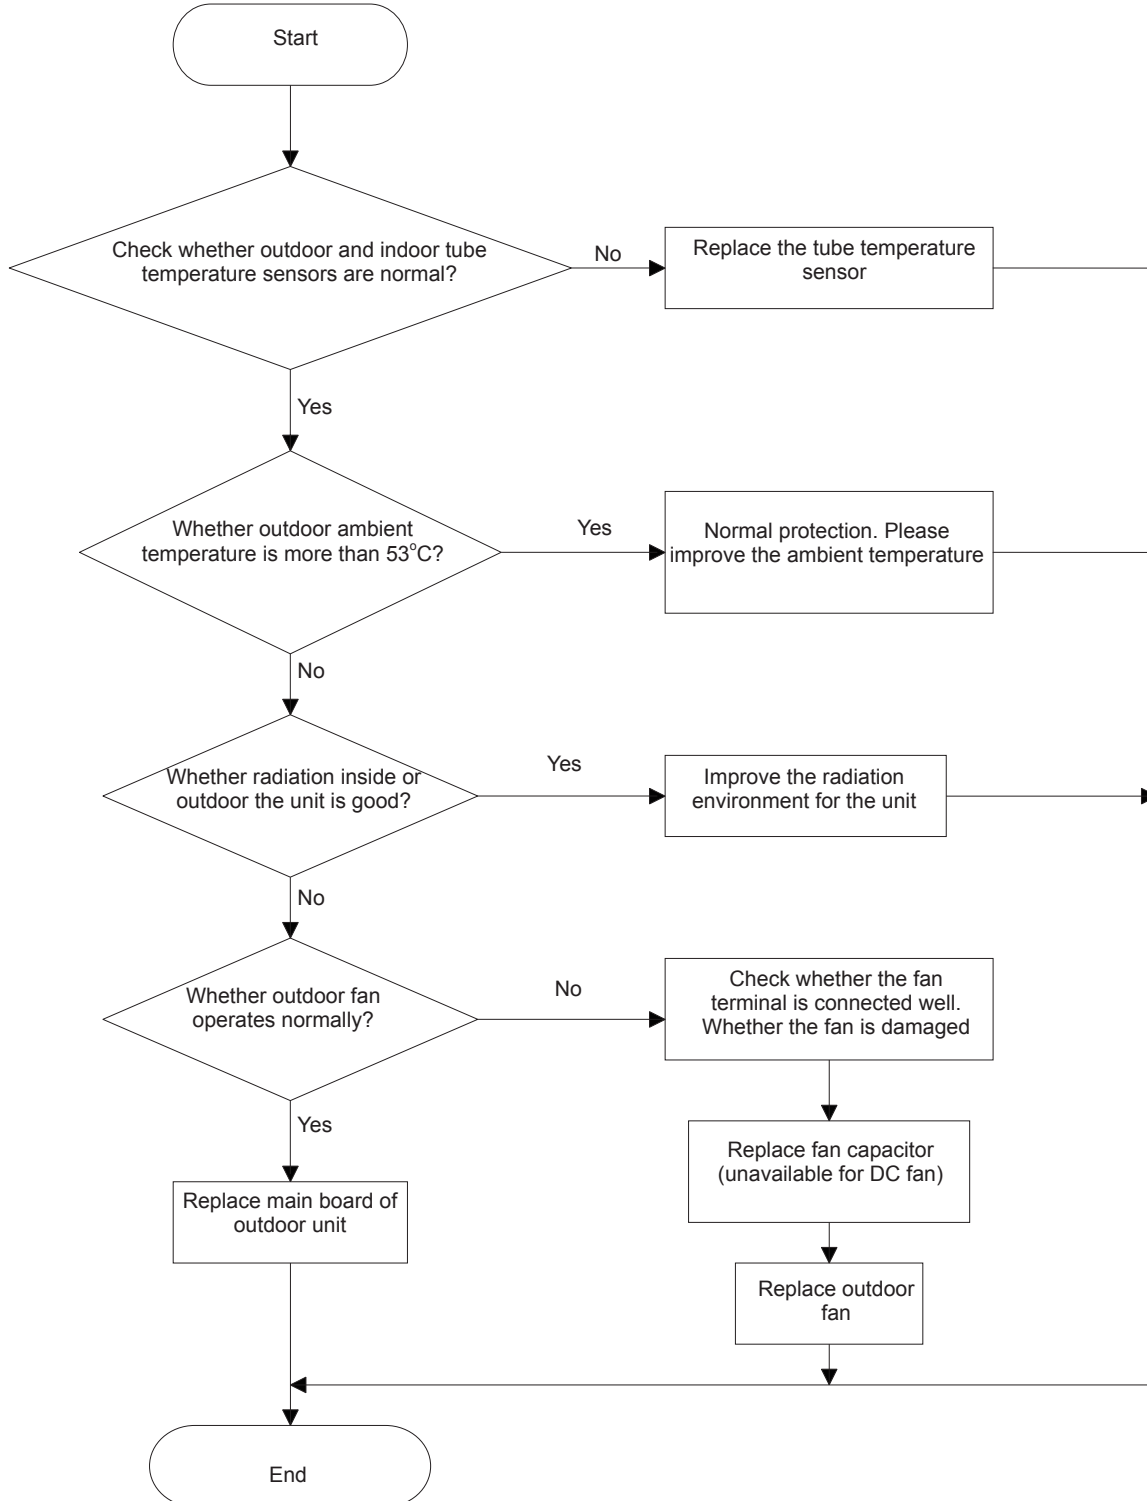 Start
Check whether outdoor and indoor tube
temperature sensors are normal?
No
Replace the tube temperature
sensor
Yes
Whether outdoor ambient
temperature is more than 53°C?
Yes
Normal protection. Please
improve the ambient temperature
No
Whether radiation inside or
outdoor the unit is good?
Yes
Improve the radiation
environment for the unit
No
Whether outdoor fan
operates normally?
No
Check whether the fan
terminal is connected well.
Whether the fan is damaged
Yes
Replace fan capacitor
(unavailable for DC fan)
Replace main board of
outdoor unit
Replace outdoor
fan
End